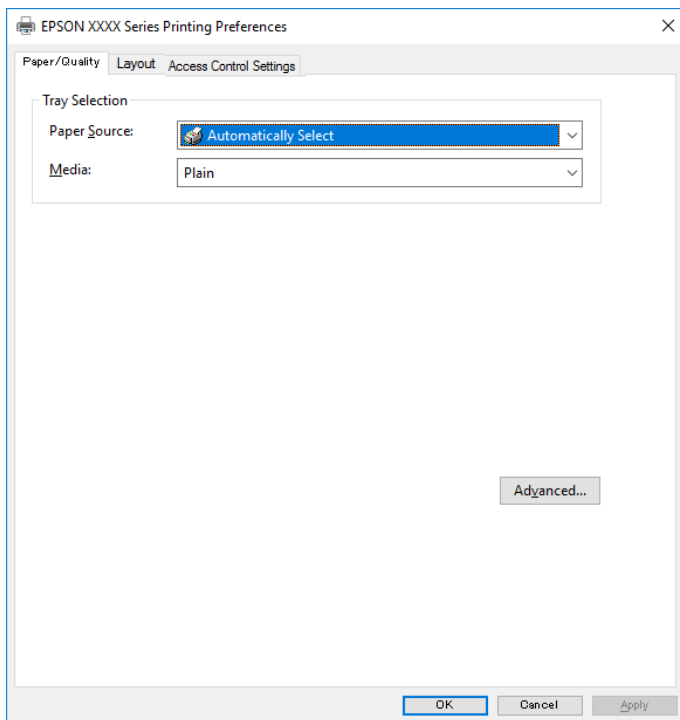 EPSON XXXX Series Printing Preferences
Paper/Quality Layout Access Control Settings
Tray Selection
Paper Source: Automatically Select
Media: Plain
Advanced...
OK Cancel Apply